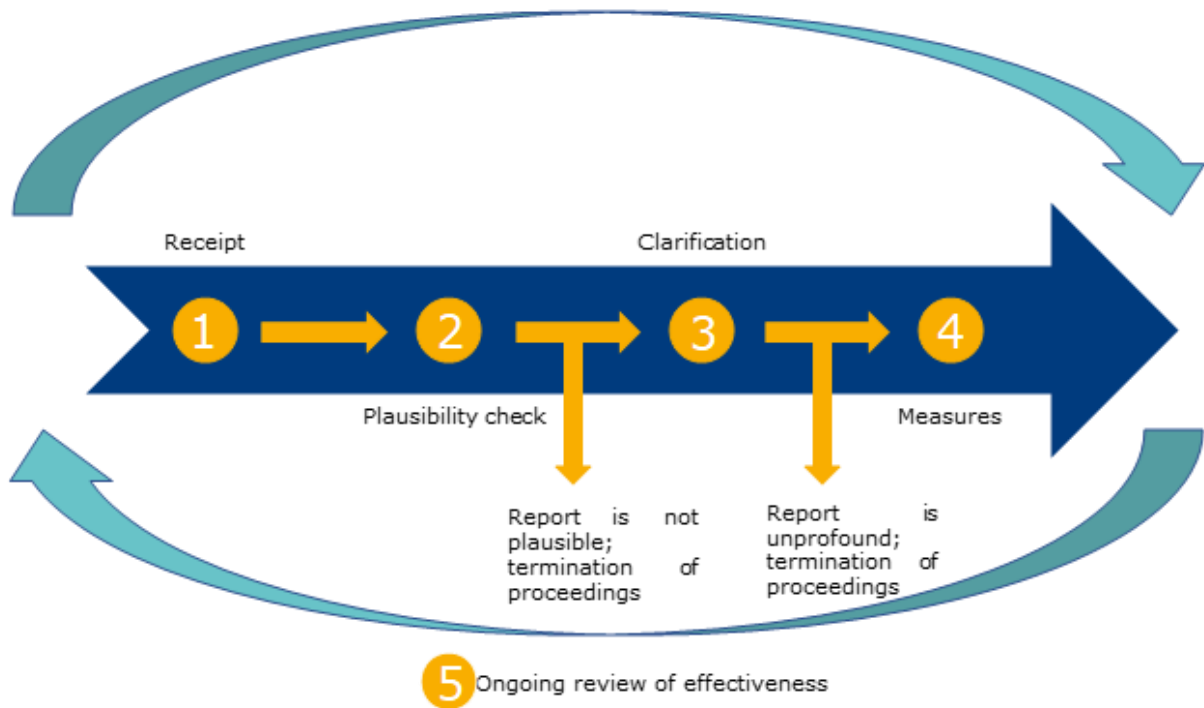 Receipt
Clarification
1
2
3
4
Plausibility check
Measures
Report is not
plausible;
termination of
proceedings
Report is
unprofound;
termination of
proceedings
5 Ongoing review of effectiveness